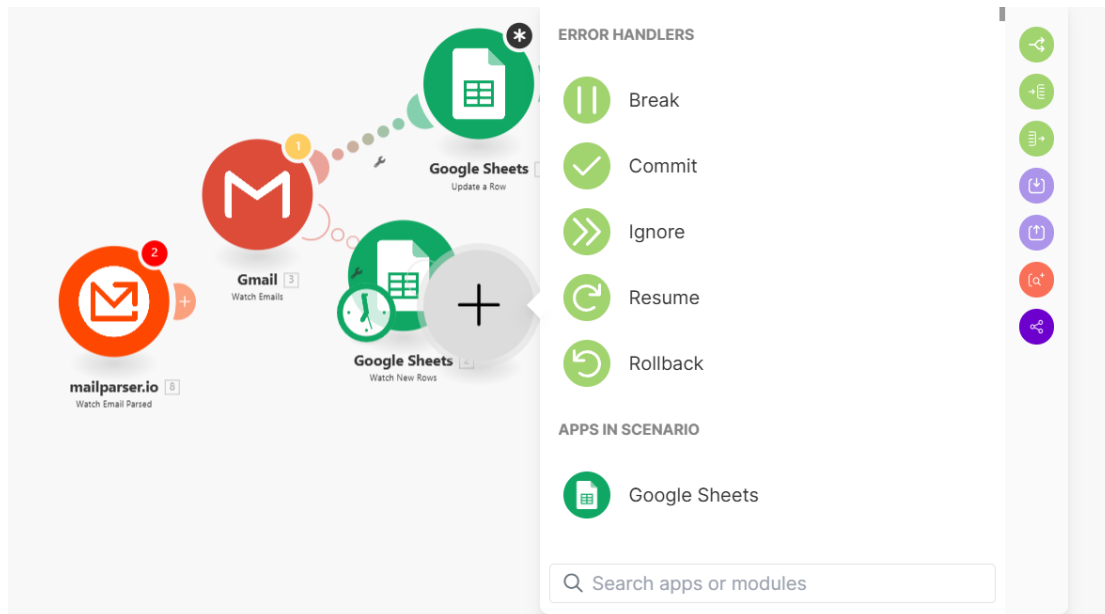 ERROR HANDLERS
Break
Commit
Ignore
Resume
Rollback
APPS IN SCENARIO
Google Sheets
Search apps or modules
Google Sheets
Update a Row
1
Gmail 3
Watch Emails
2
mailparser.io 8
Watch Email Parsed
Google Sheets
Watch New Rows